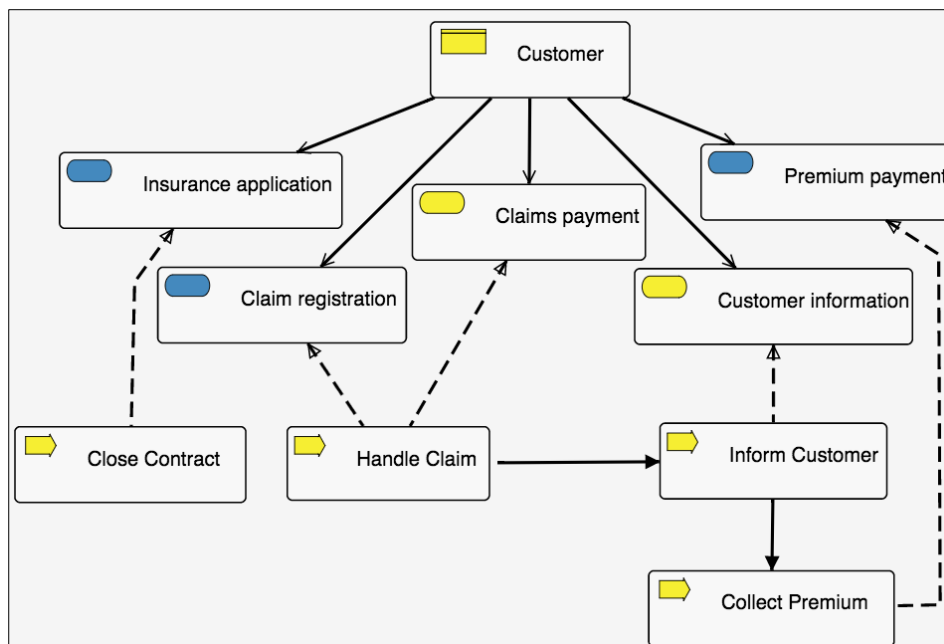 Customer
Insurance application
Premium payment
Claims payment
Claim registration
Customer information
Close Contract
Handle Claim
Inform Customer
Collect Premium